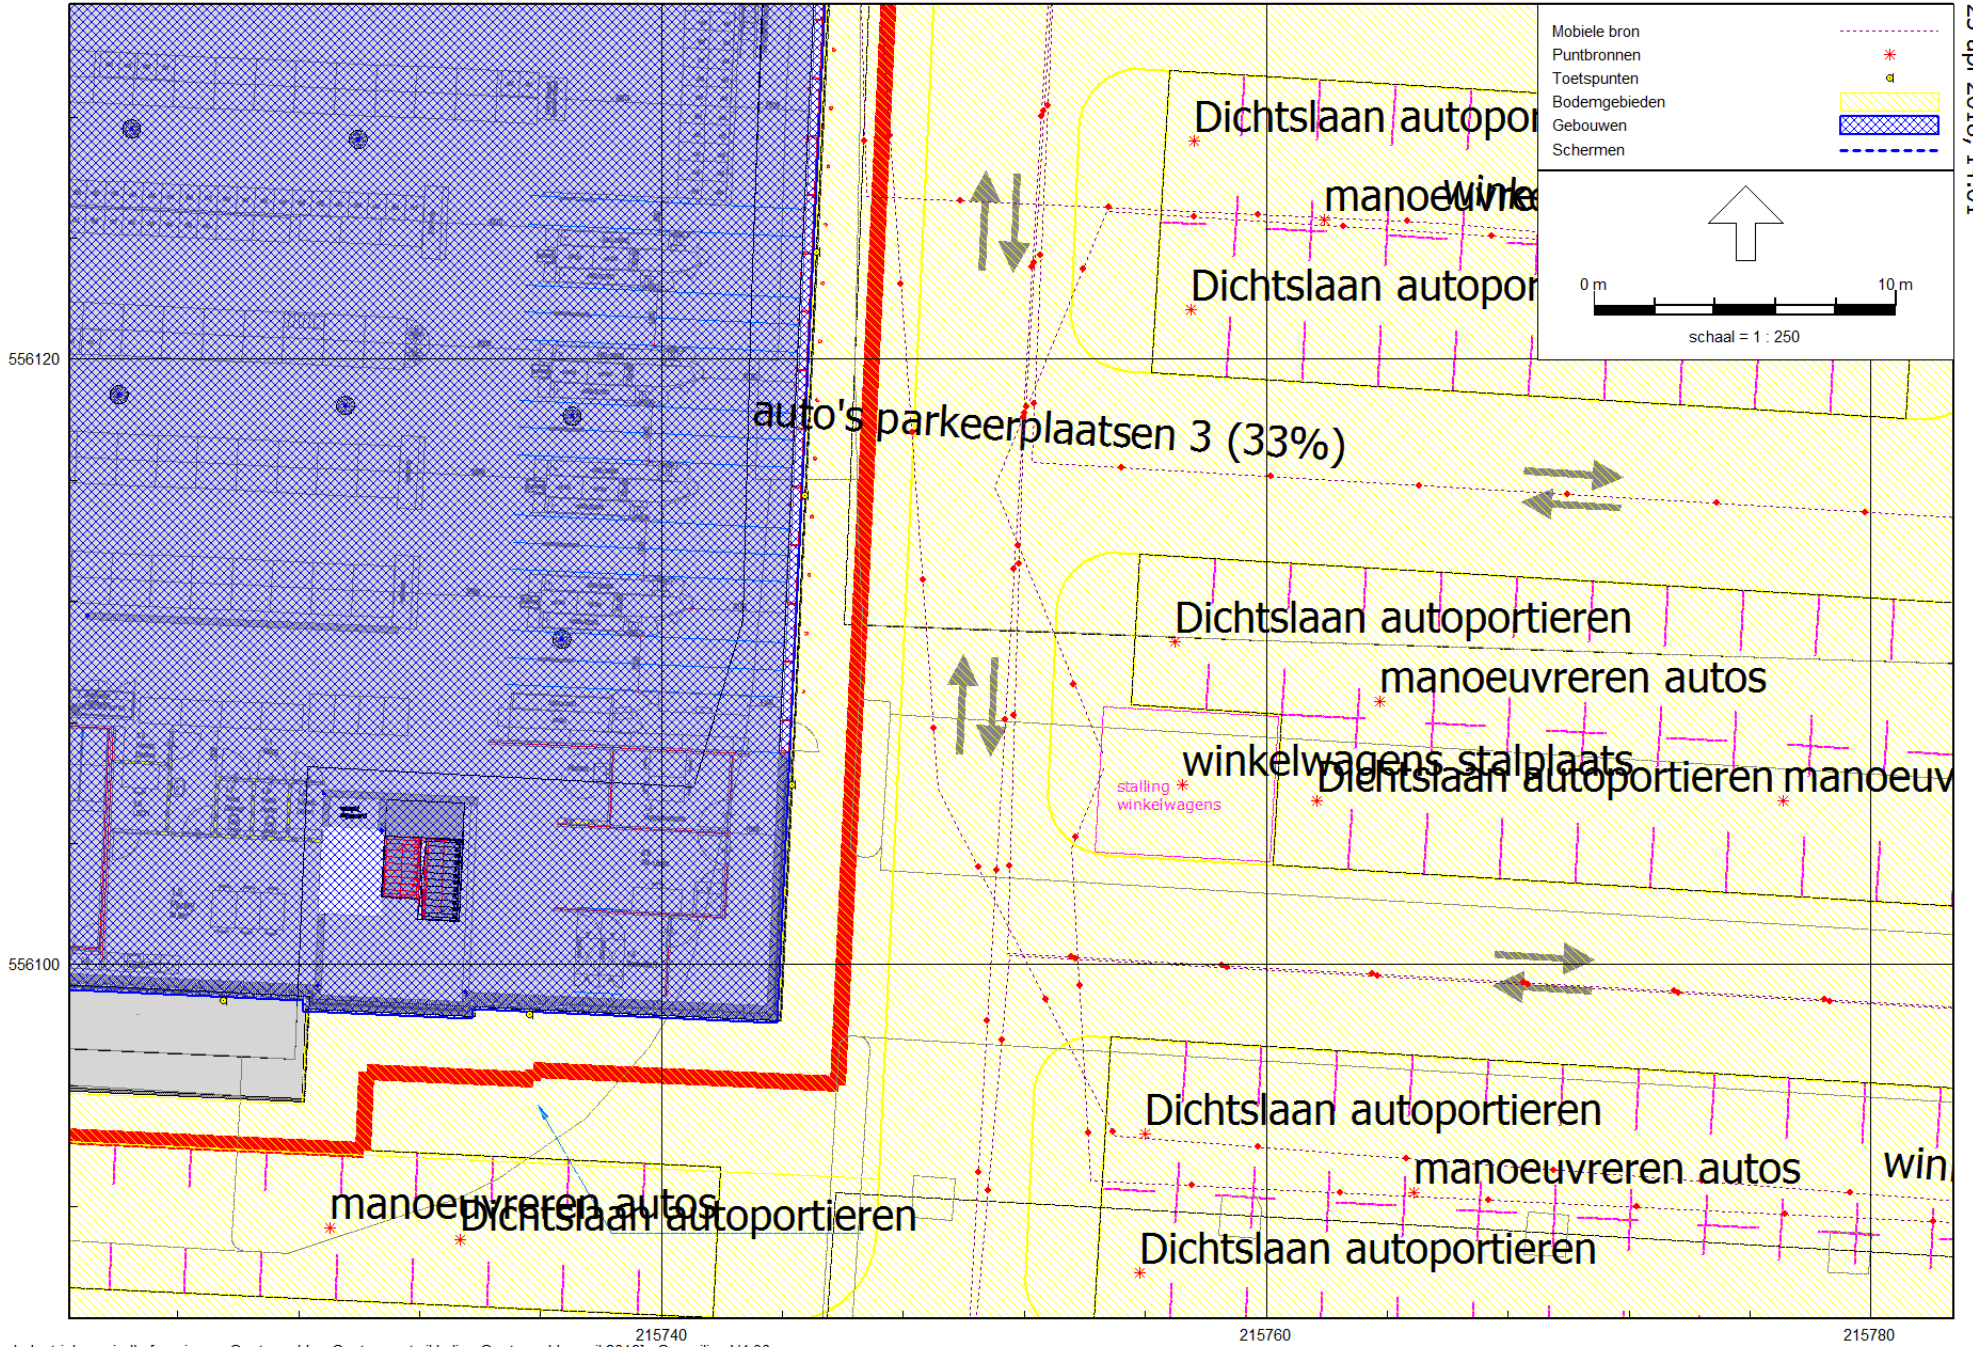 Mobiele bron
Puntbronnen
Toetspunten
Bodemgebieden
Gebouwen
Schermen
0 m
10 m
schaal = 1 : 250
Dichtslaan autopor
manoeuvre
winke
Dichtslaan autopor
556120
auto's parkeerplaatsen 3 (33%)
Dichtslaan autoportieren
manoeuvreren autos
winkelwagens stalplaats
Dichtslaan autoportieren
manoeuv
stalling
winkelwagens
556100
Dichtslaan autoportieren
manoeuvreren autos
win
manoeuvreren autos
Dichtslaan autoportieren
Dichtslaan autoportieren
215740
215760
215780